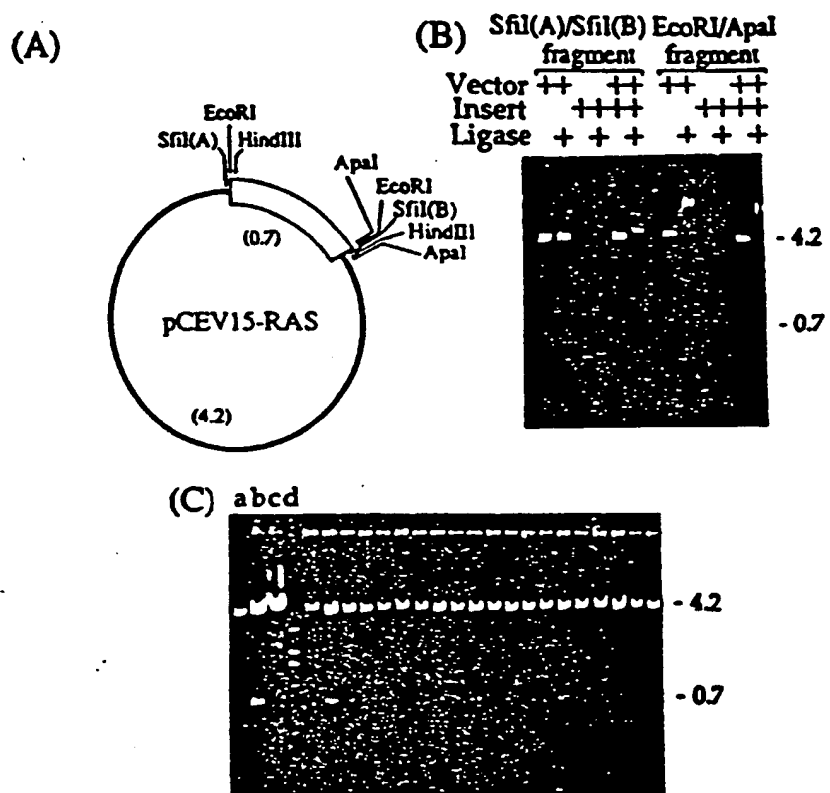 (A)
EcoRI
SfiI(A) HindIII
ApaI
EcoRI
SfiI(B)
HindIII
ApaI
(0.7)
pCEV15-RAS
(4.2)
(B) SfiI(A)/SfiI(B) EcoRI/ApaI
fragment fragment
Vector ++ ++ ++ ++
Insert ++++ ++++
Ligase + + + + + +
- 4.2
- 0.7
(C) abcd
- 4.2
- 0.7